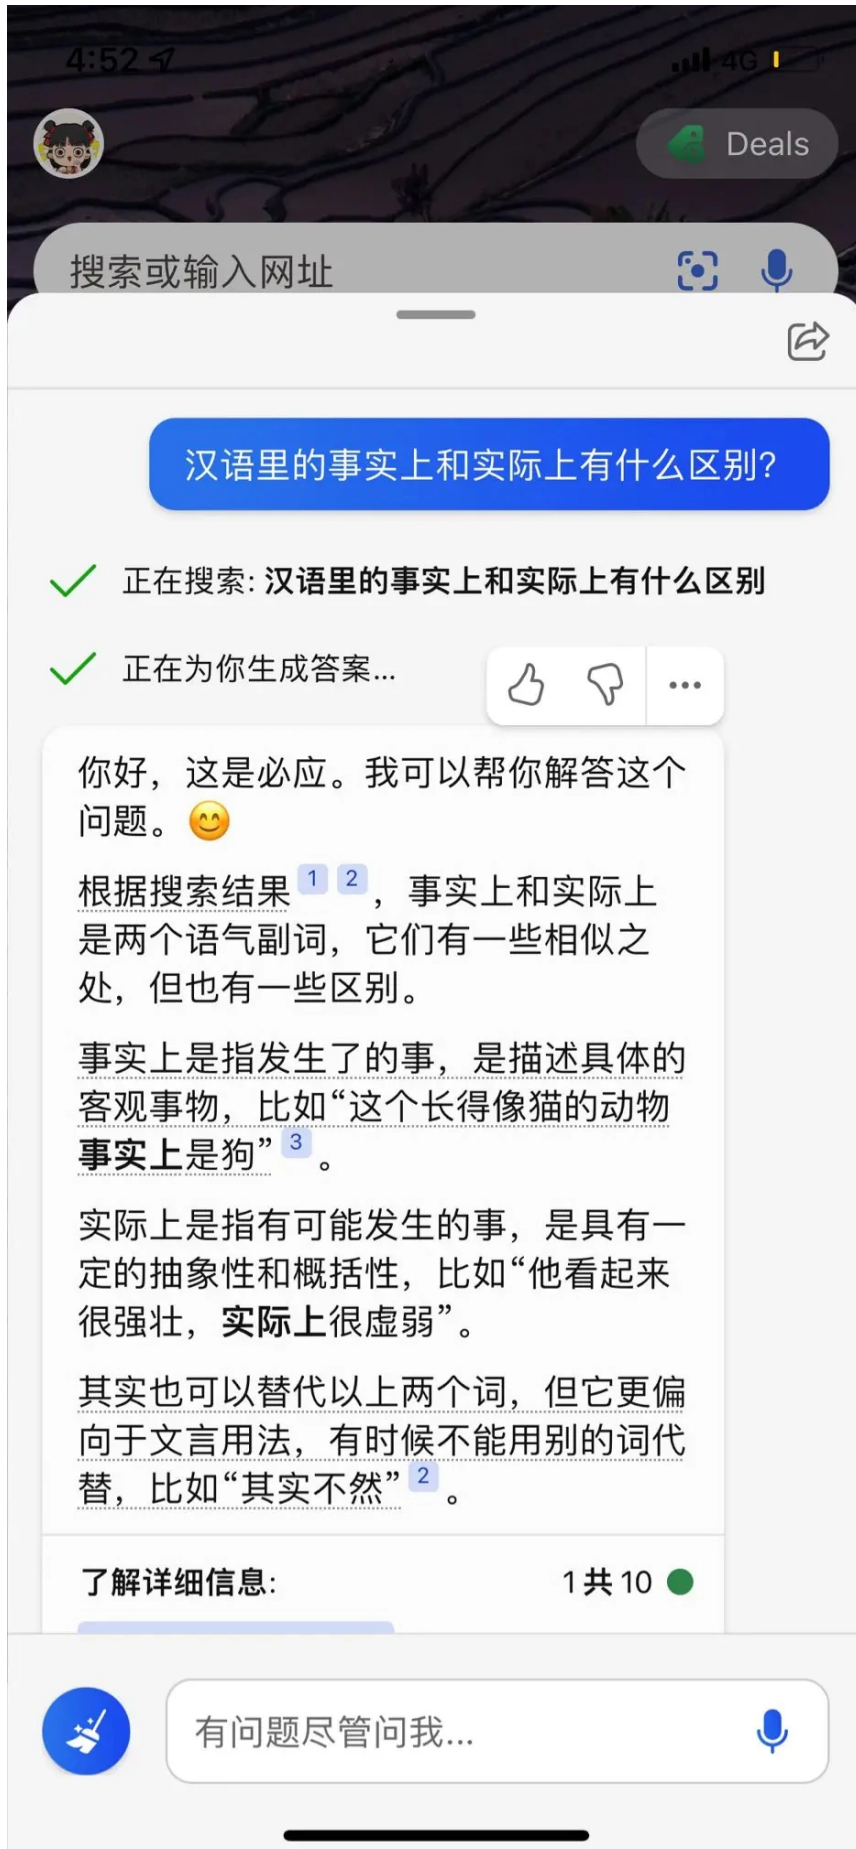 4:52
4G
Deals
搜索或输入网址
汉语里的事实上和实际上有什么区别?
正在搜索: 汉语里的事实上和实际上有什么区别
正在为你生成答案...
你好，这是必应。我可以帮你解答这个
问题。😊
根据搜索结果 1 2 ，事实上和实际上
是两个语气副词，它们有一些相似之
处，但也有一些区别。
事实上是指发生了的事，是描述具体的
客观事物，比如“这个长得像猫的动物
事实上是狗” 3 。
实际上是指有可能发生的事，是具有一
定的抽象性和概括性，比如“他看起来
很强壮，实际上很虚弱”。
其实也可以替代以上两个词，但它更偏
向于文言用法，有时候不能用别的词代
替，比如“其实不然” 2 。
了解详细信息:
1 共 10
有问题尽管问我...